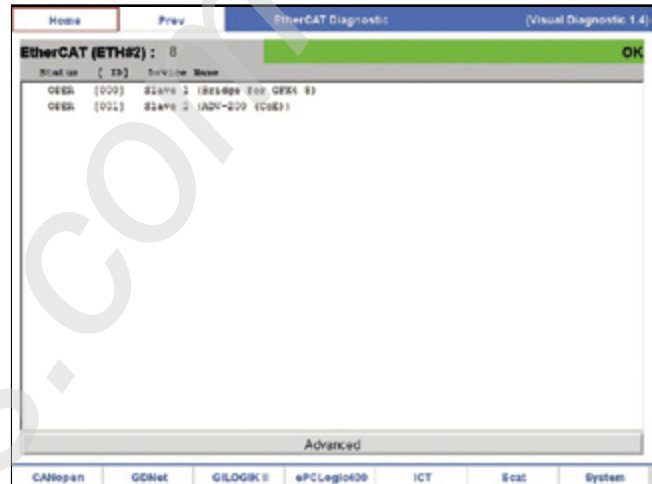 Home Prev EtherCAT Diagnostic (Visual Diagnostic 1.4)
EtherCAT (ETH#2) : 8 OK
Status [ ID] Device Name
OPER [000] Slave 1 (Bridge for GFX4 8)
OPER [001] Slave 2 (ADV-200 (CoE))
Advanced
CANopen GDNet GILOGIK II ePCLogic400 ICT Ecat System